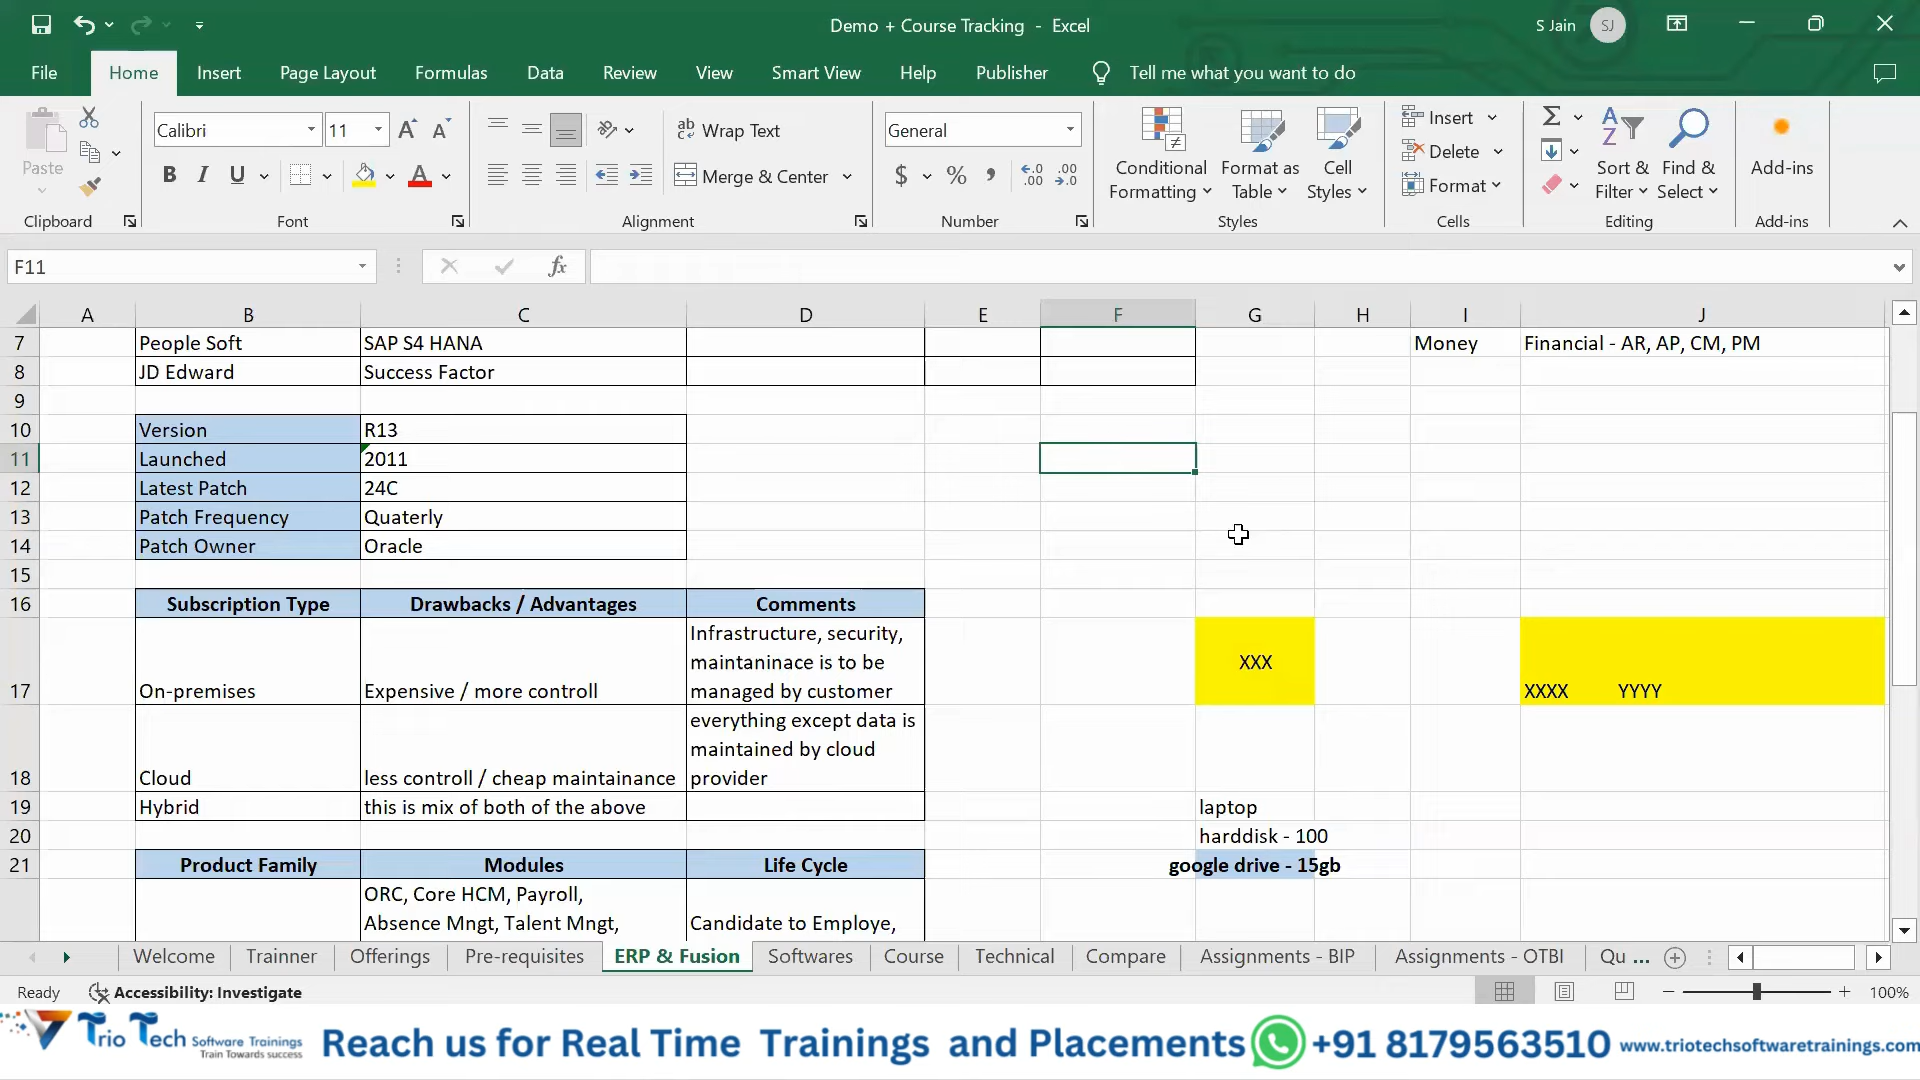 Demo + Course Tracking - Excel
S Jain SJ
File Home Insert Page Layout Formulas Data Review View Smart View Help Publisher Tell me what you want to do
Paste
Clipboard
Calibri 11
B I U
Font
Wrap Text
Merge & Center
Alignment
General
Number
Conditional Formatting
Format as Table
Cell Styles
Styles
Insert
Delete
Format
Cells
Sort & Filter
Find & Select
Editing
Add-ins
Add-ins
F11
fx
A B C D E F G H I J
7 People Soft SAP S4 HANA Money Financial - AR, AP, CM, PM
8 JD Edward Success Factor
9
10 Version R13
11 Launched 2011
12 Latest Patch 24C
13 Patch Frequency Quaterly
14 Patch Owner Oracle
15
16 Subscription Type Drawbacks / Advantages Comments
Infrastructure, security,
maintaninace is to be
XXX
17 On-premises Expensive / more controll managed by customer XXXX YYYY
everything except data is
maintained by cloud
18 Cloud less controll / cheap maintainance provider
19 Hybrid this is mix of both of the above laptop
20 harddisk - 100
21 Product Family Modules Life Cycle google drive - 15gb
ORC, Core HCM, Payroll,
Absence Mngt, Talent Mngt, Candidate to Employe,
Welcome Trainner Offerings Pre-requisites ERP & Fusion Softwares Course Technical Compare Assignments - BIP Assignments - OTBI Qu ...
Ready Accessibility: Investigate 100%
Trio Tech Software Trainings
Train Towards success
Reach us for Real Time Trainings and Placements +91 8179563510 www.triotechsoftwaretrainings.com